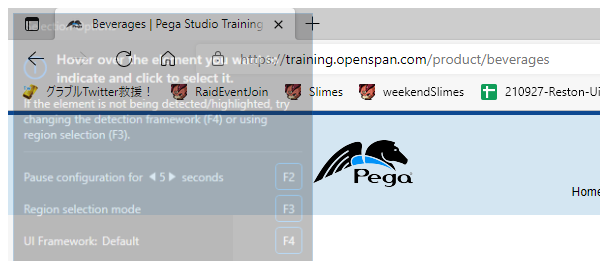 Beverages | Pega Studio Training
https://training.openspan.com/product/beverages
グラブルTwitter救援！ RaidEventJoin Slimes weekendSlimes 210927-Reston-Ui
Hover over the element you want to
indicate and click to select it.
If the element is not being detected/highlighted, try
changing the detection framework (F4) or using
region selection (F3).
Pega
Pause configuration for 5 seconds F2
Home
Region selection mode F3
UI Framework: Default F4